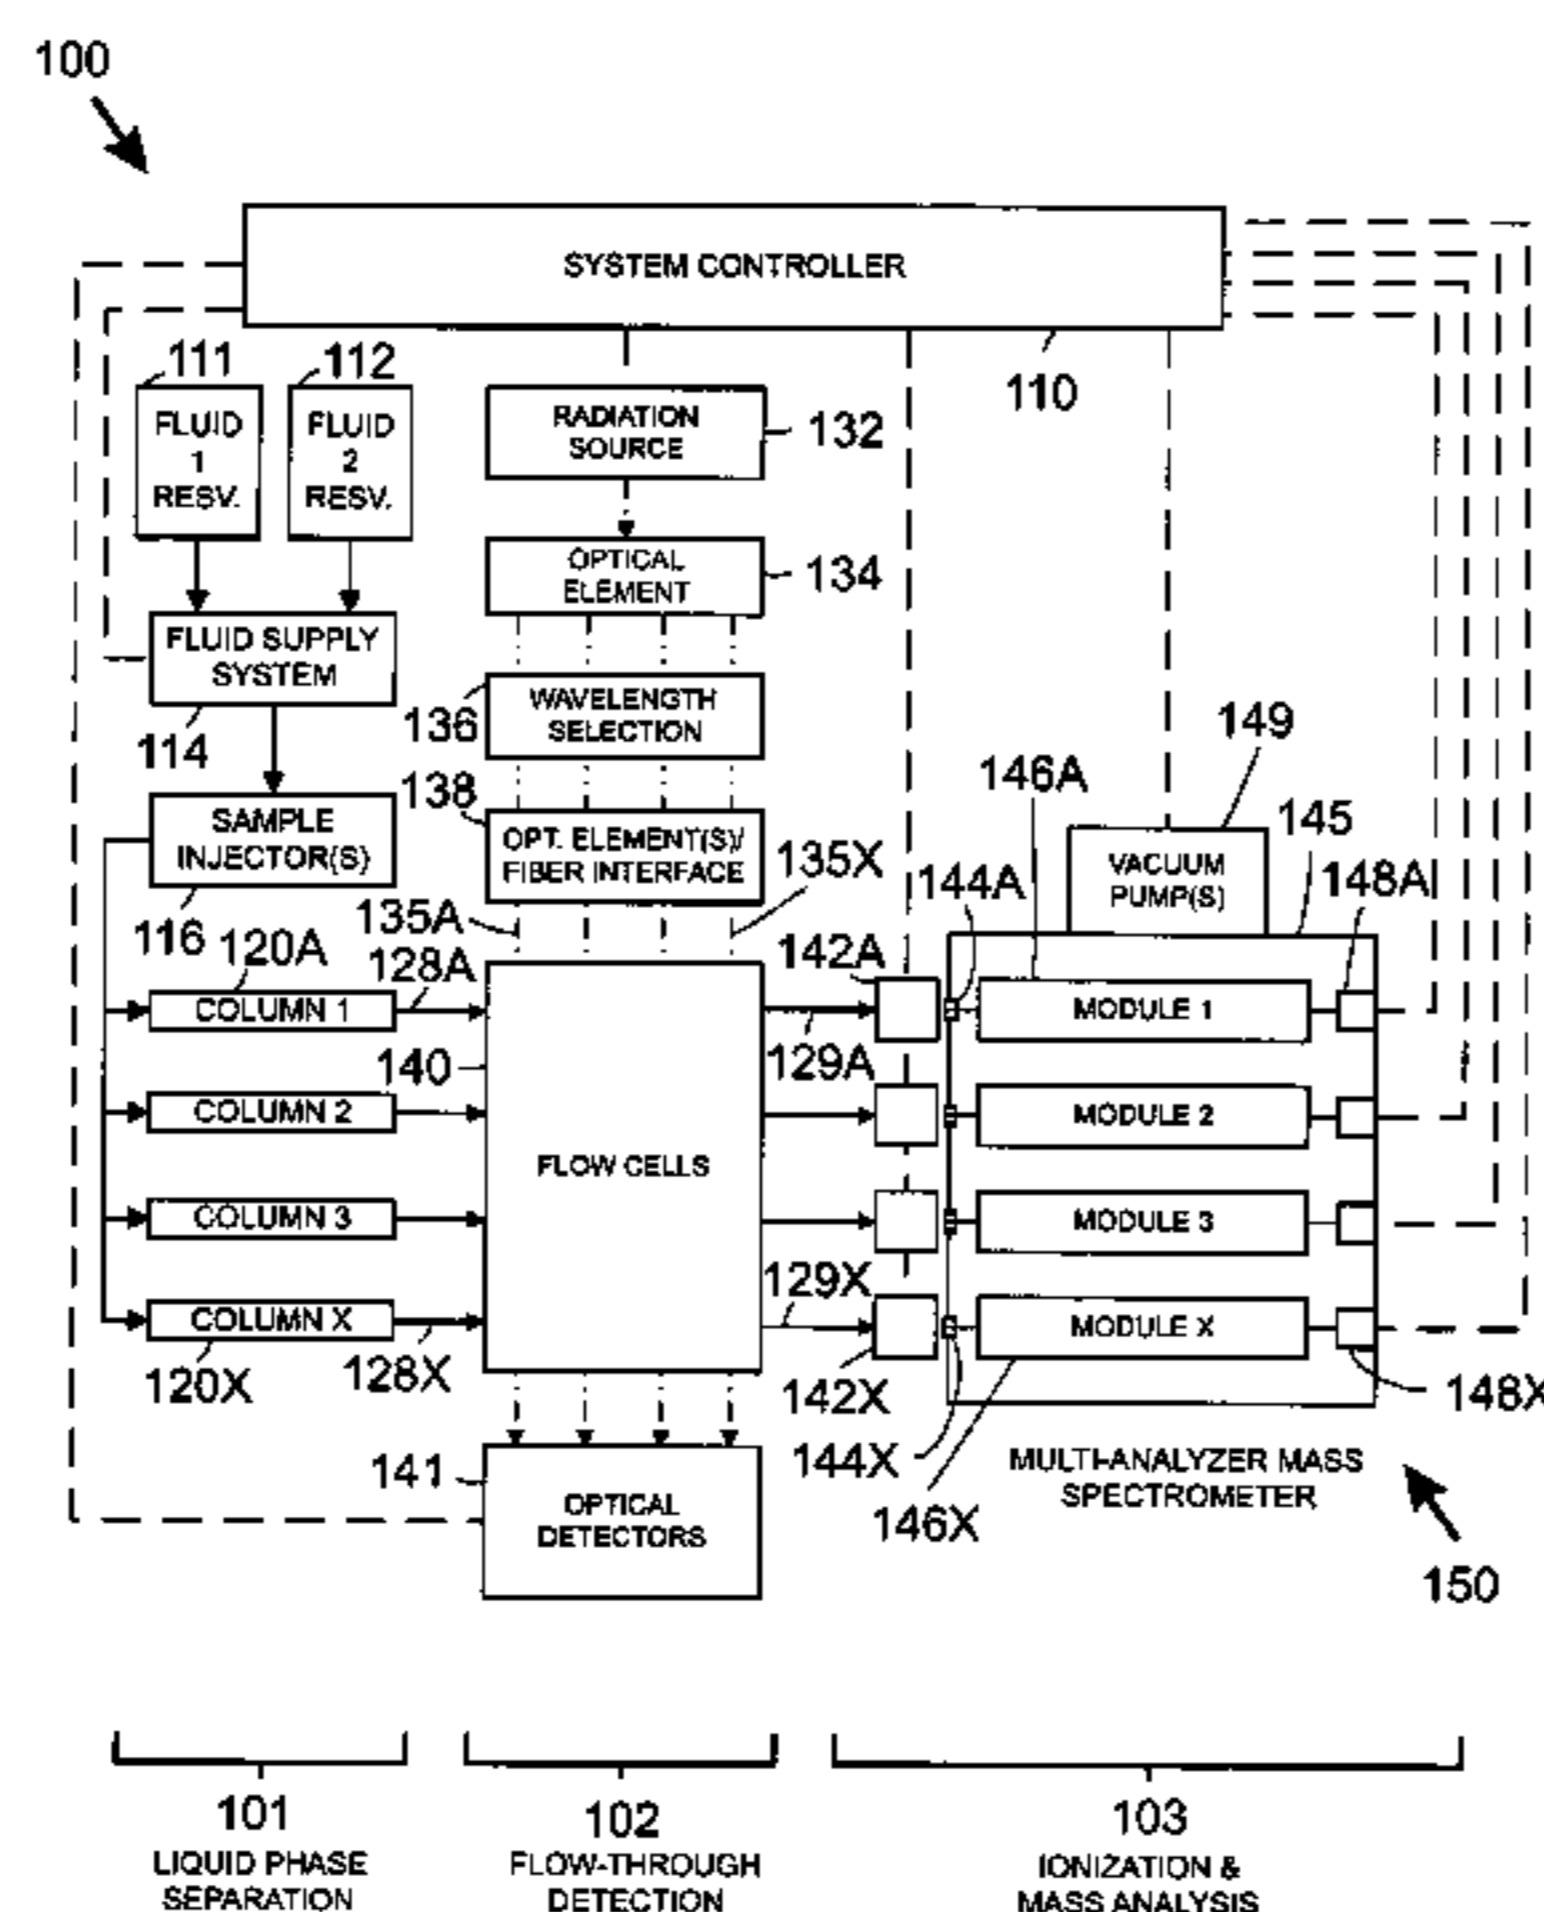 100
SYSTEM CONTROLLER
110
111
112
FLUID
1
RESV.
FLUID
2
RESV.
RADIATION
SOURCE
132
OPTICAL
ELEMENT
134
FLUID SUPPLY
SYSTEM
114
136
WAVELENGTH
SELECTION
138
OPT. ELEMENT(S)/
FIBER INTERFACE
SAMPLE
INJECTOR(S)
116
135A
135X
149
146A
145
VACUUM
PUMP(S)
144A
148A
120A
128A
142A
COLUMN 1
MODULE 1
140
129A
COLUMN 2
MODULE 2
FLOW CELLS
COLUMN 3
MODULE 3
129X
COLUMN X
MODULE X
120X
128X
142X
148X
144X
146X
141
OPTICAL
DETECTORS
MULTI-ANALYZER MASS
SPECTROMETER
150
101
LIQUID PHASE
SEPARATION
102
FLOW-THROUGH
DETECTION
103
IONIZATION &
MASS ANALYSIS